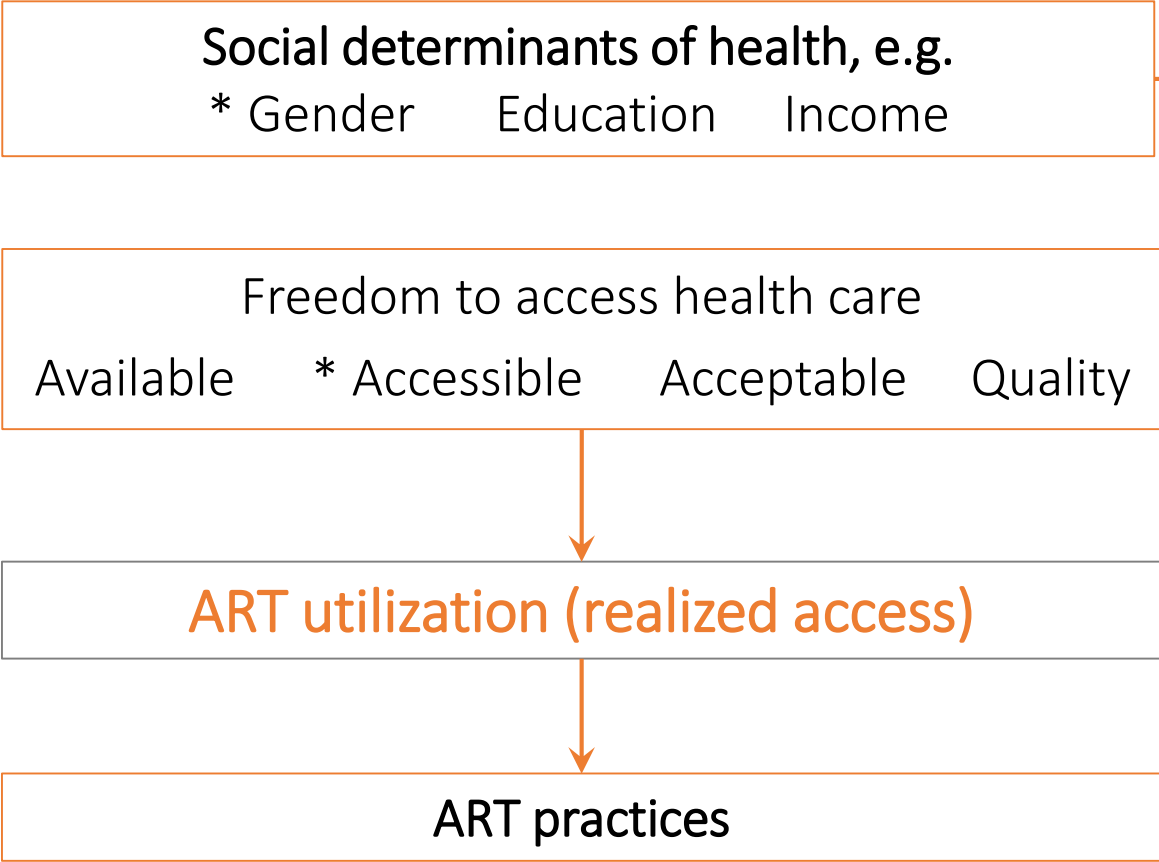 Social determinants of health, e.g.
* Gender Education Income
Freedom to access health care
Available * Accessible Acceptable Quality
ART utilization (realized access)
ART practices